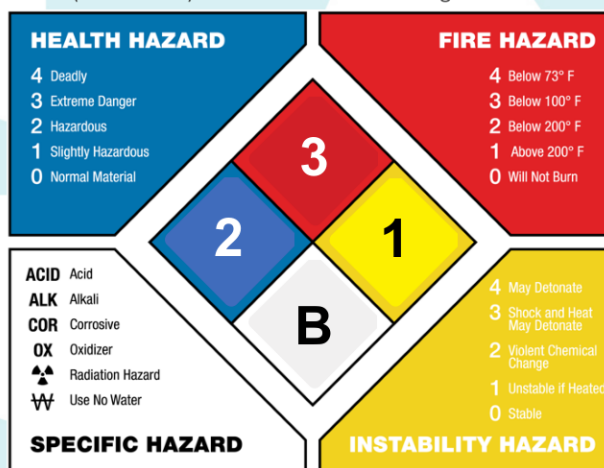 HEALTH HAZARD
4 Deadly
3 Extreme Danger
2 Hazardous
1 Slightly Hazardous
0 Normal Material
FIRE HAZARD
4 Below 73° F
3 Below 100° F
2 Below 200° F
1 Above 200° F
0 Will Not Burn
3
2
1
B
ACID Acid
ALK Alkali
COR Corrosive
OX Oxidizer
Radiation Hazard
W Use No Water
SPECIFIC HAZARD
4 May Detonate
3 Shock and Heat
May Detonate
2 Violent Chemical
Change
1 Unstable if Heated
0 Stable
INSTABILITY HAZARD